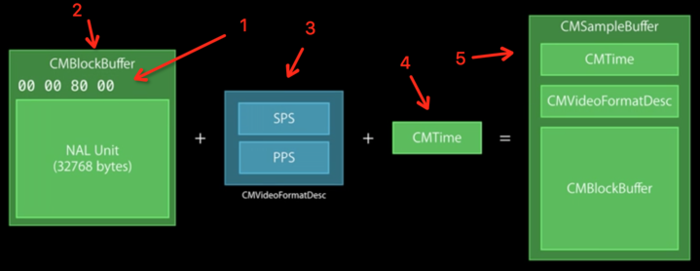 2
1
CMBlockBuffer
00 00 80 00
NAL Unit
(32768 bytes)
+
3
SPS
PPS
CMVideoFormatDesc
+
4
CMTime
=
5
CMSampleBuffer
CMTime
CMVideoFormatDesc
CMBlockBuffer